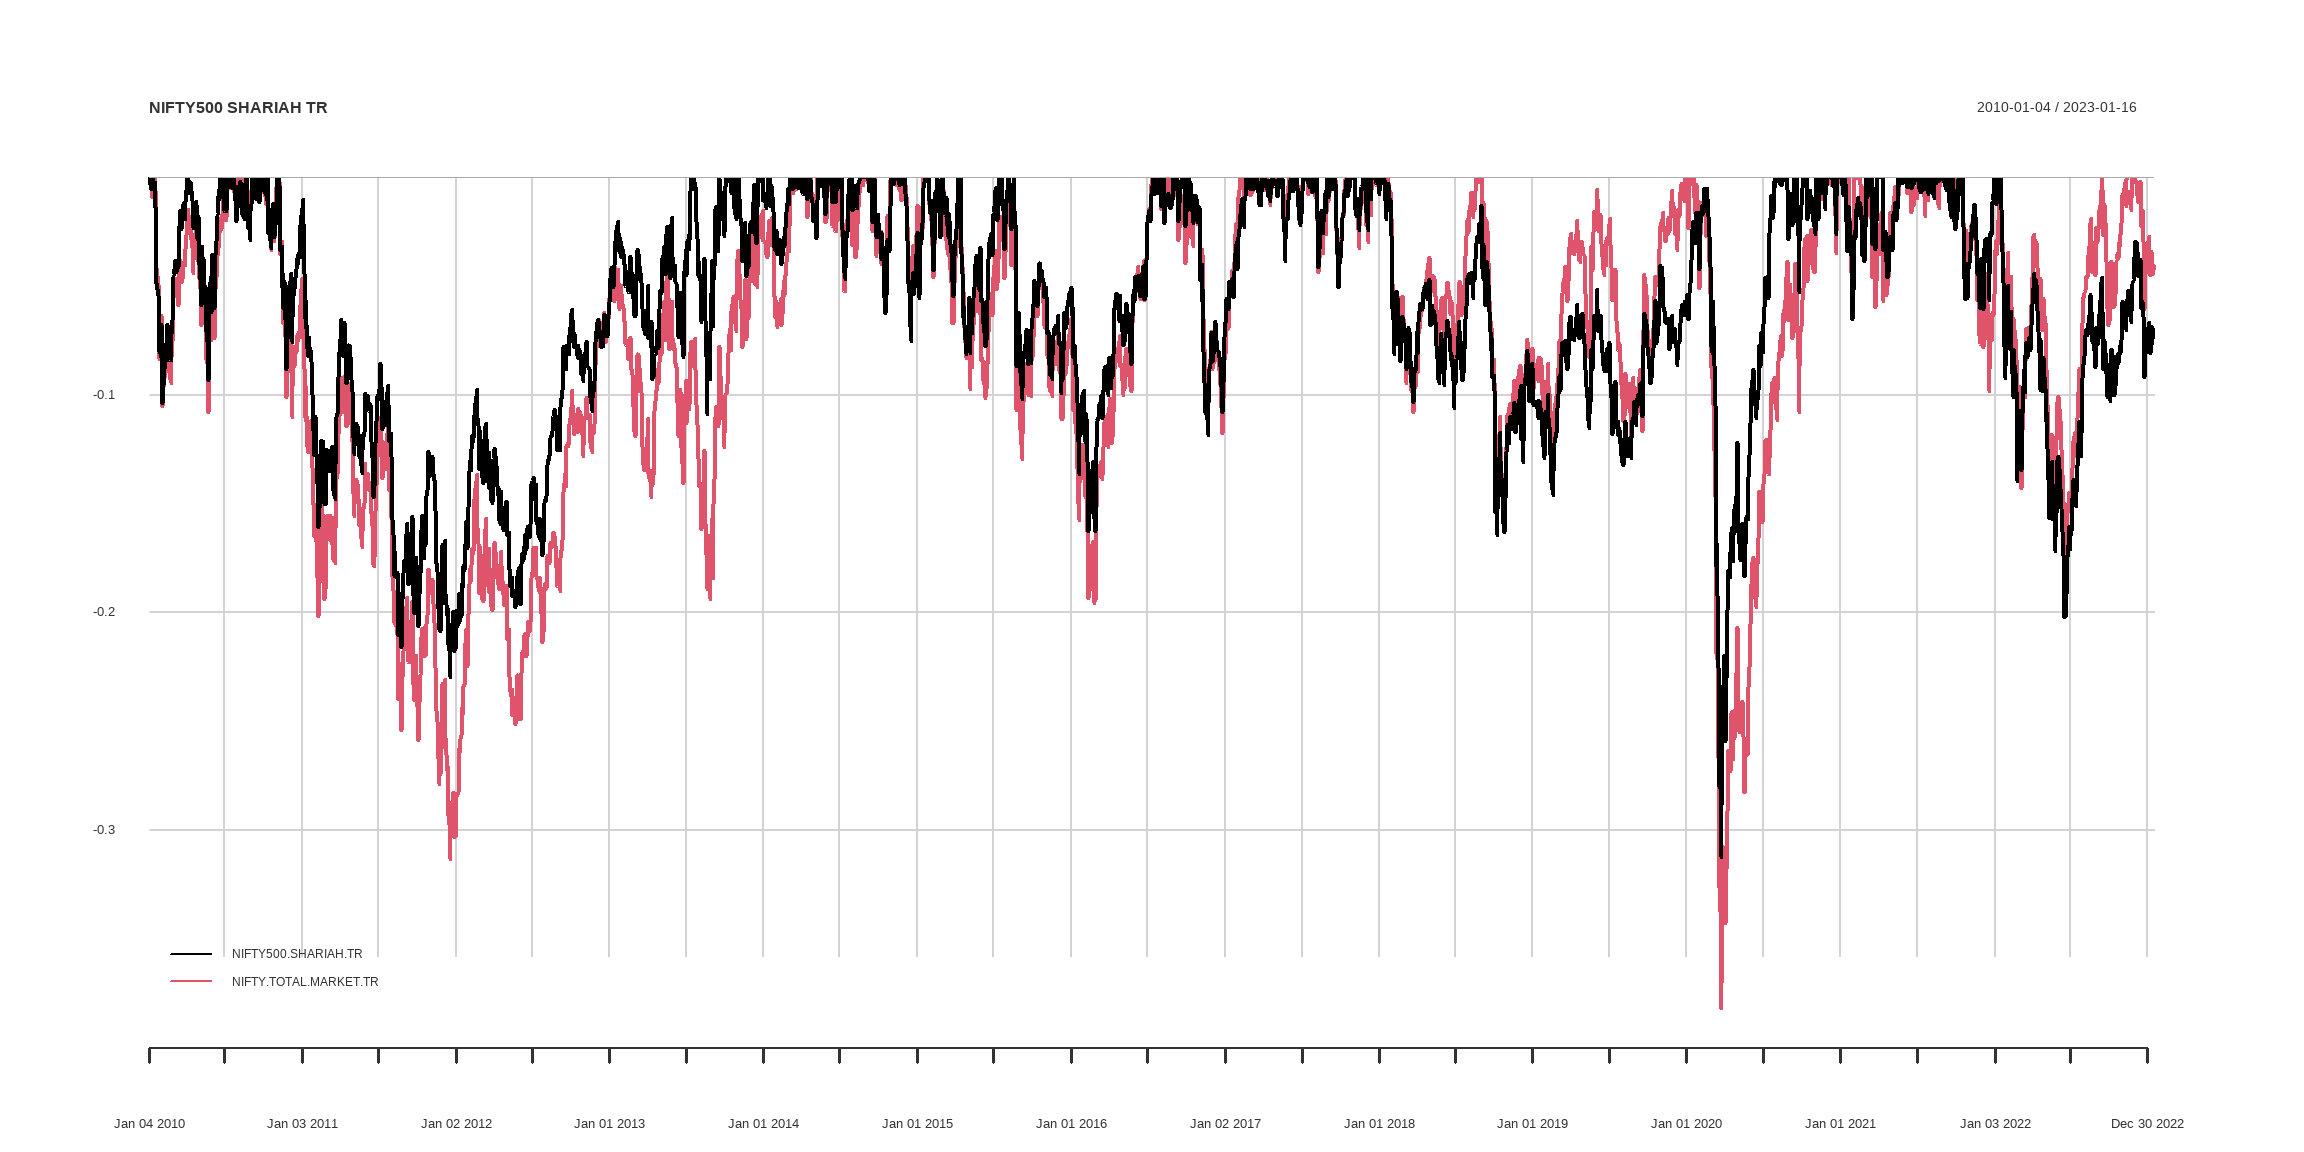 NIFTY500 SHARIAH TR
2010-01-04 / 2023-01-16
-0.1
-0.2
-0.3
NIFTY500.SHARIAH.TR
NIFTY.TOTAL.MARKET.TR
Jan 04 2010 Jan 03 2011 Jan 02 2012 Jan 01 2013 Jan 01 2014 Jan 01 2015 Jan 01 2016 Jan 02 2017 Jan 01 2018 Jan 01 2019 Jan 01 2020 Jan 01 2021 Jan 03 2022 Dec 30 2022